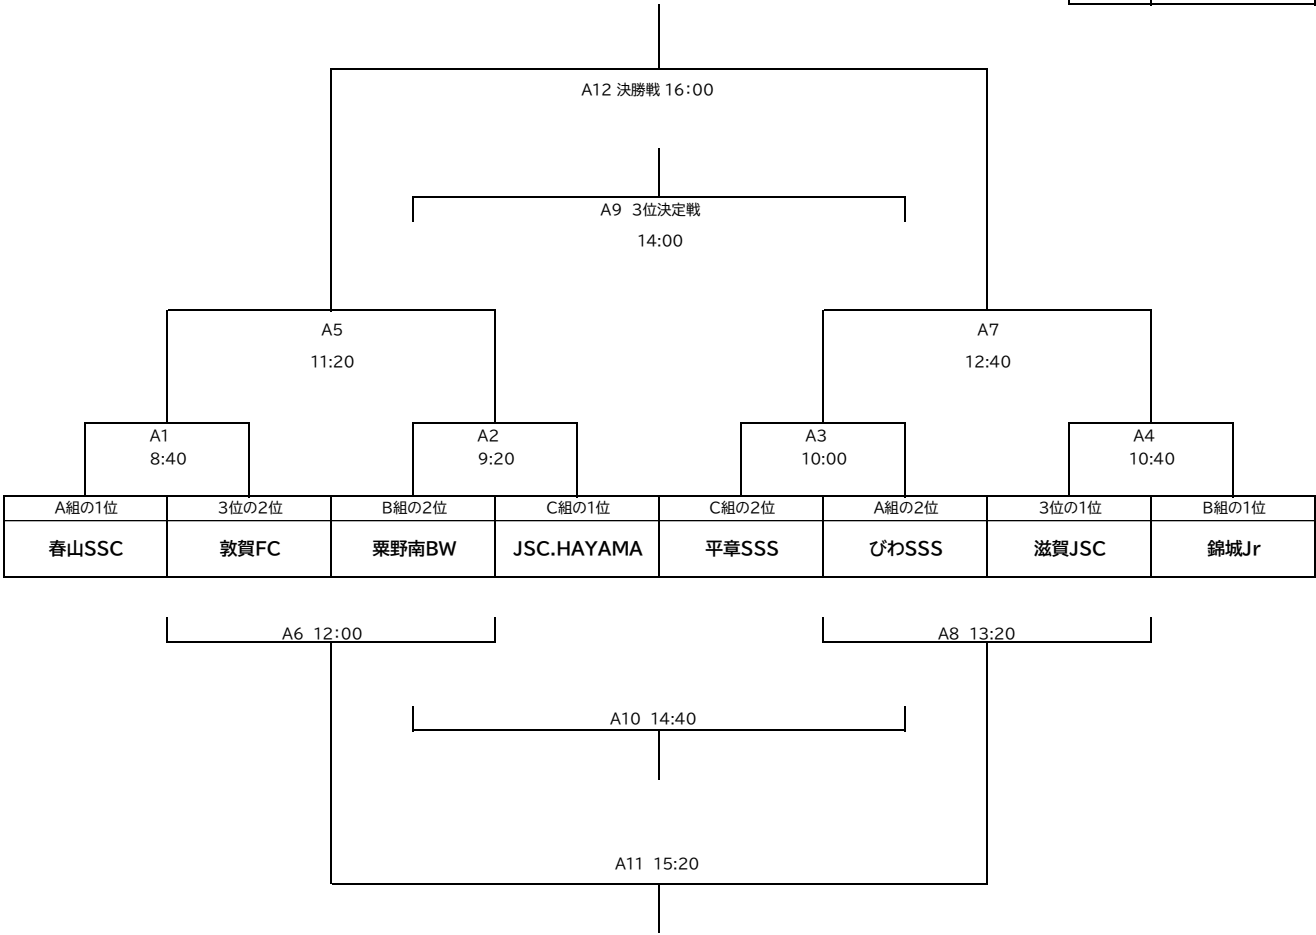 A12 決勝戦 16：00
A9 3位決定戦
14:00
A5
11:20
A7
12:40
A1
8:40
A2
9:20
A3
10:00
A4
10:40
A組の1位 3位の2位 B組の2位 C組の1位 C組の2位 A組の2位 3位の1位 B組の1位
春山SSC 敦賀FC 粟野南BW JSC.HAYAMA 平章SSS びわSSS 滋賀JSC 錦城Jr
A6 12：00
A8 13:20
A10 14:40
A11 15:20